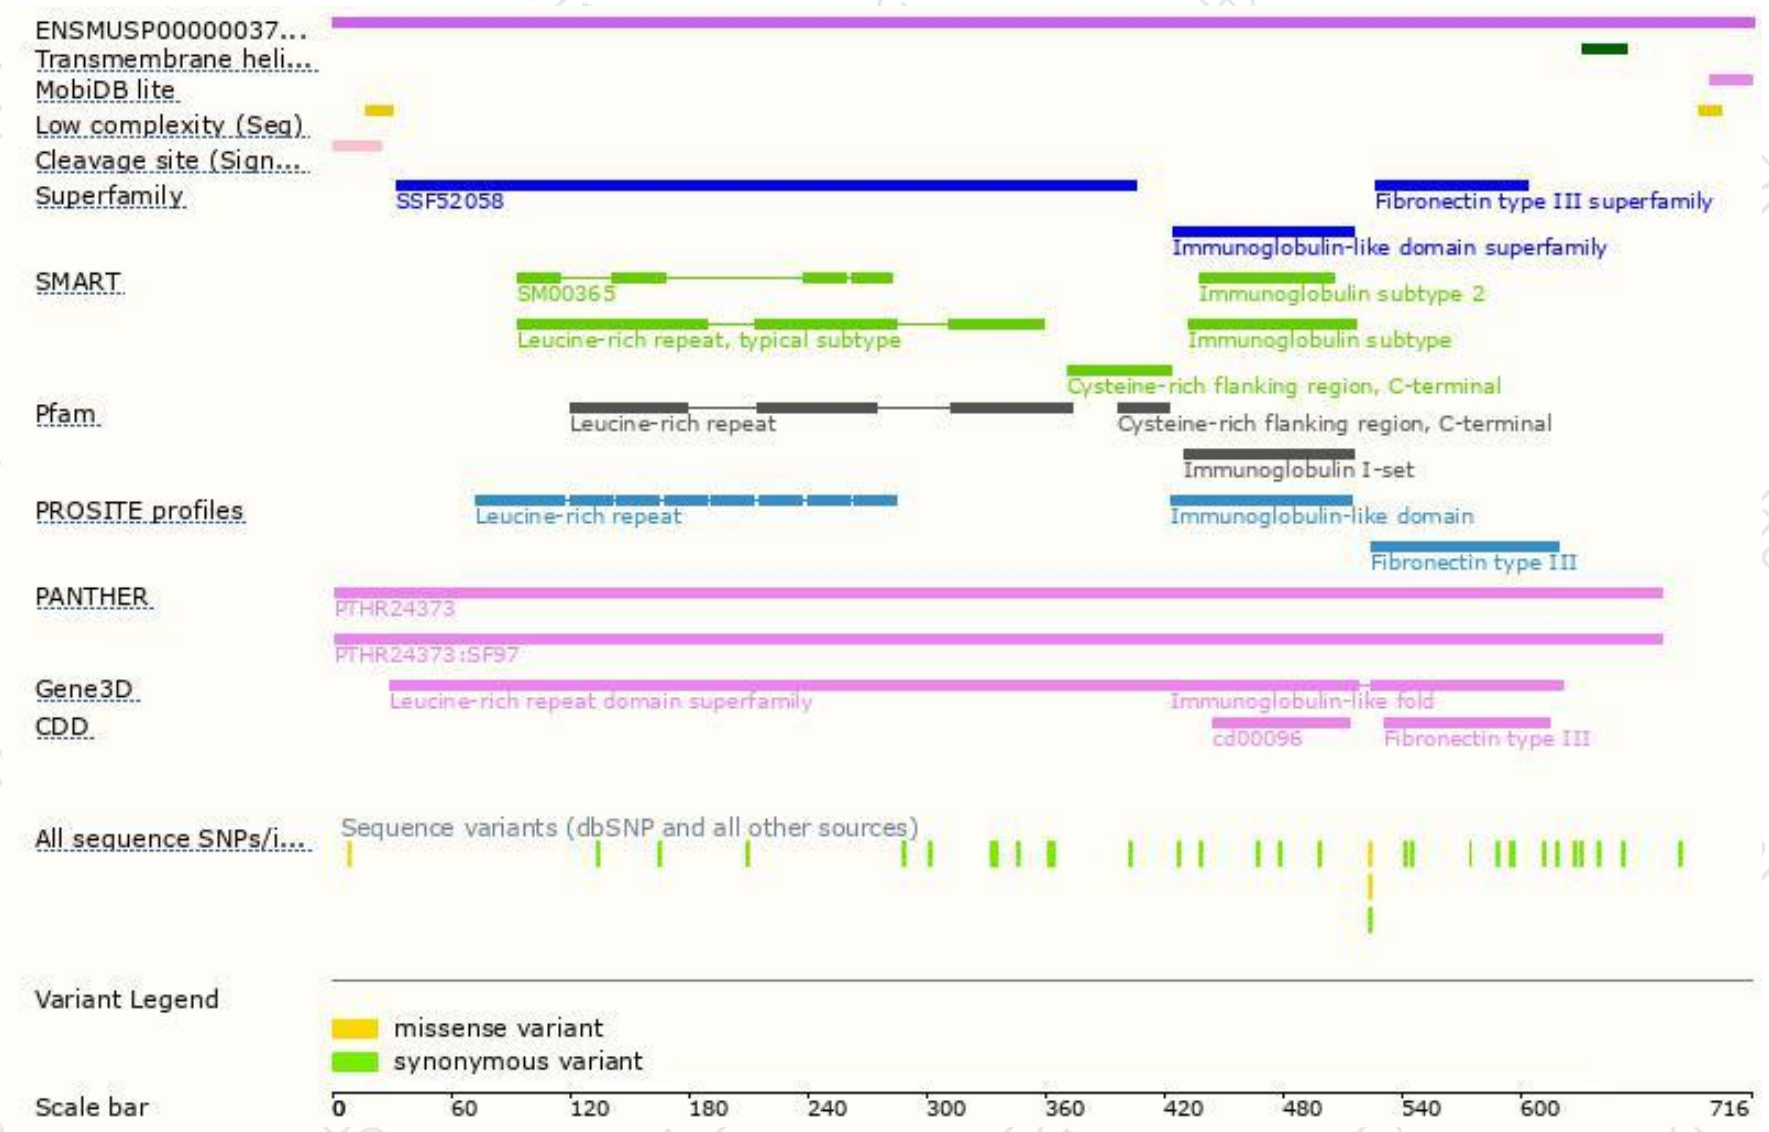 ENSMUSP00000037...
Transmembrane heli...
MobiDB lite
Low complexity (Seg)
Cleavage site (Sign...
Superfamily
SSF52058
Fibronectin type III superfamily
Immunoglobulin-like domain superfamily
SMART
SM00365
Immunoglobulin subtype 2
Leucine-rich repeat, typical subtype
Immunoglobulin subtype
Cysteine-rich flanking region, C-terminal
Pfam
Leucine-rich repeat
Cysteine-rich flanking region, C-terminal
Immunoglobulin I-set
PROSITE profiles
Leucine-rich repeat
Immunoglobulin-like domain
Fibronectin type III
PANTHER
PTHR24373
PTHR24373:SF97
Gene3D
Leucine-rich repeat domain superfamily
Immunoglobulin-like fold
CDD
cd00096
Fibronectin type III
Sequence variants (dbSNP and all other sources)
All sequence SNPs/i...
Variant Legend
missense variant
synonymous variant
Scale bar
0 60 120 180 240 300 360 420 480 540 600 716